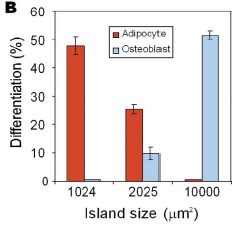 B
60
50
40
30
20
10
0
Differentiation (%)
Adipocyte
Osteoblast
1024 2025 10000
Island size (μm²)